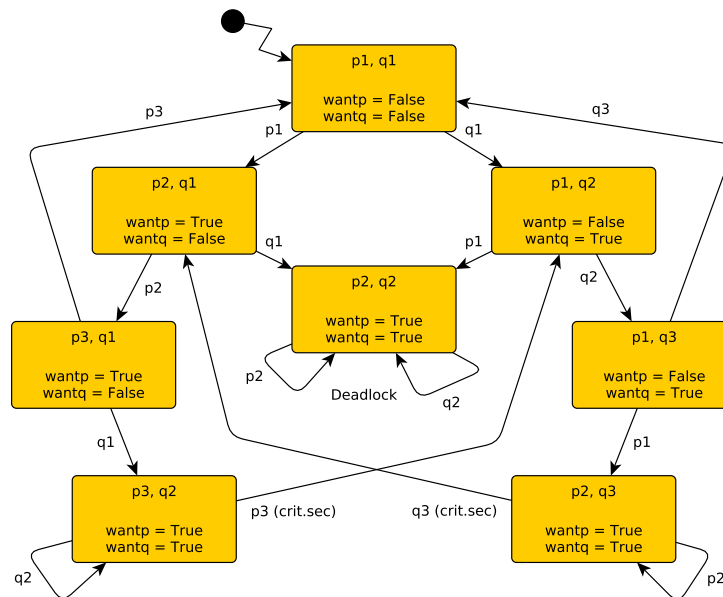 p1, q1
wantp = False
wantq = False
p3
q3
p1
q1
p2, q1
wantp = True
wantq = False
p1, q2
wantp = False
wantq = True
q1
p1
p2, q2
wantp = True
wantq = True
p2
q2
p3, q1
wantp = True
wantq = False
p1, q3
wantp = False
wantq = True
p2
Deadlock
q2
q1
p1
p3, q2
wantp = True
wantq = True
p3 (crit.sec)
q3 (crit.sec)
p2, q3
wantp = True
wantq = True
q2
p2